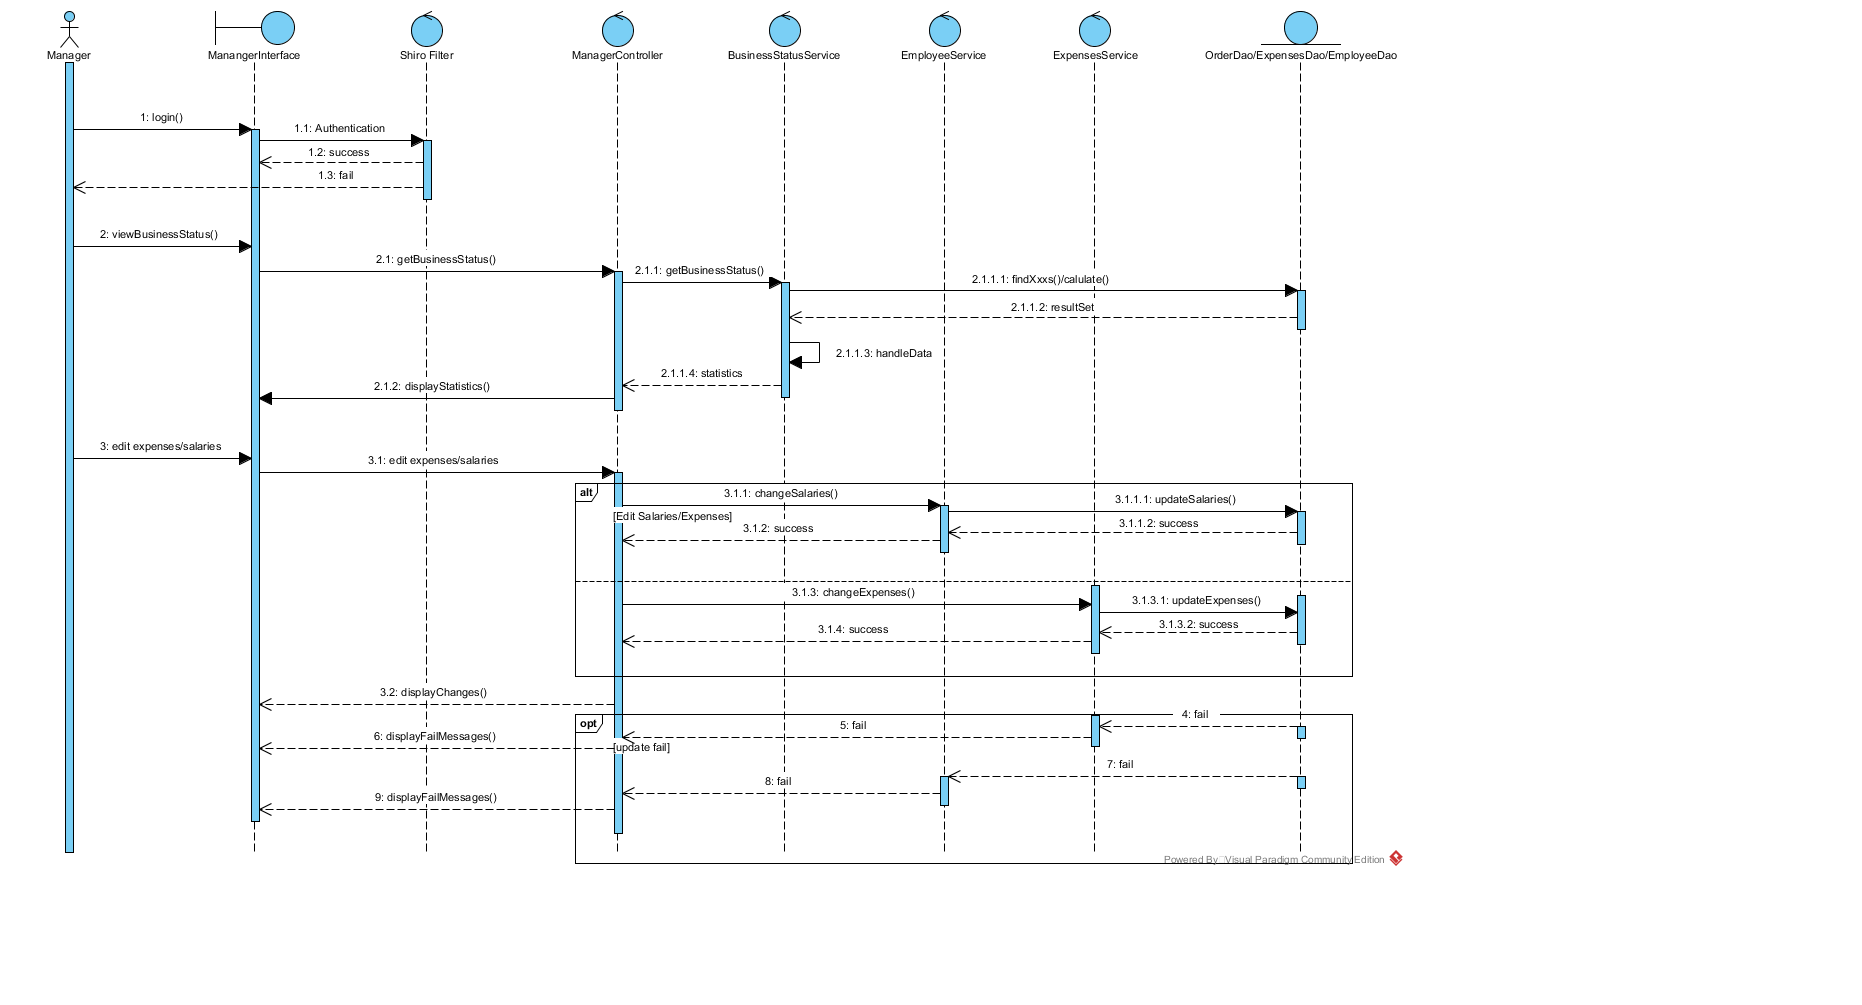 Manager
ManangerInterface
Shiro Filter
ManagerController
BusinessStatusService
EmployeeService
ExpensesService
OrderDao/ExpensesDao/EmployeeDao
1: login()
1.1: Authentication
1.2: success
1.3: fail
2: viewBusinessStatus()
2.1: getBusinessStatus()
2.1.1: getBusinessStatus()
2.1.1.1: findXxxs()/calulate()
2.1.1.2: resultSet
2.1.1.3: handleData
2.1.1.4: statistics
2.1.2: displayStatistics()
3: edit expenses/salaries
3.1: edit expenses/salaries
alt
3.1.1: changeSalaries()
3.1.1.1: updateSalaries()
[Edit Salaries/Expenses]
3.1.1.2: success
3.1.2: success
3.1.3: changeExpenses()
3.1.3.1: updateExpenses()
3.1.3.2: success
3.1.4: success
3.2: displayChanges()
opt
4: fail
5: fail
6: displayFailMessages()
[update fail]
7: fail
8: fail
9: displayFailMessages()
Powered By Visual Paradigm Community Edition